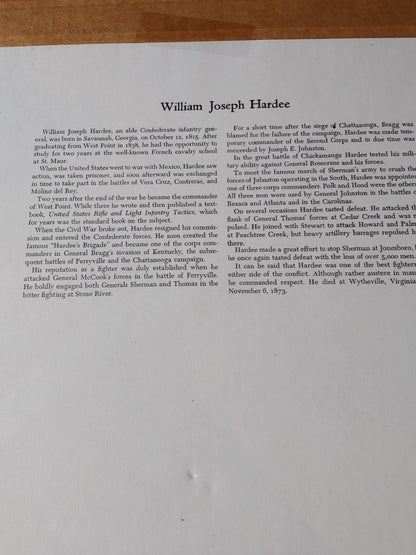 William Joseph Hardee
William Joseph Hardee, an able Confederate infantry gen-
eral, was born in Savannah, Georgia, on October 12, 1815. After
graduating from West Point in 1838, he had the opportunity to
study for two years at the well-known French cavalry school
at St. Maur.
When the United States went to war with Mexico, Hardee saw
action, was taken prisoner, and soon afterward was exchanged
in time to take part in the battles of Vera Cruz, Contreras, and
Molino del Rey.
Two years after the end of the war he became the commander
of West Point. While there he wrote and then published a text-
book, United States Rifle and Light Infantry Tactics, which
for years was the standard book on the subject.
When the Civil War broke out, Hardee resigned his commis-
sion and entered the Confederate forces. He soon created the
famous "Hardee's Brigade" and became one of the corps com-
manders in General Bragg's invasion of Kentucky, the subse-
quent battles of Perryville and the Chattanooga campaign.
His reputation as a fighter was duly established when he
attacked General McCook's forces in the battle of Perryville.
He boldly engaged both Generals Sherman and Thomas in the
bitter fighting at Stone River.
For a short time after the siege of Chattanooga, Bragg was
blamed for the failure of the campaign. Hardee was made tem-
porary commander of the Second Corps and in due time was
succeeded by Joseph E. Johnston.
In the great battle of Chickamauga Hardee tested his mili-
tary ability against General Rosecrans and his forces.
To meet the famous march of Sherman's army to crush the
forces of Johnston operating in the South, Hardee was appointed
one of three corps commanders. Polk and Hood were the others.
All three men were used by General Johnston in the battles o
Resaca and Atlanta and in the Carolinas.
On several occasions Hardee tasted defeat. He attacked th
flank of General Thomas' forces at Cedar Creek and was r
pulsed. He joined with Stewart to attack Howard and Palm
at Peachtree Creek, but heavy artillery barrages repulsed h
there.
Hardee made a great effort to stop Sherman at Jonesboro, b
he once again tasted defeat with the loss of over 5,000 men.
It can be said that Hardee was one of the best fighters
either side of the conflict. Although rather austere in man
he commanded respect. He died at Wytheville, Virginia
November 6, 1873.